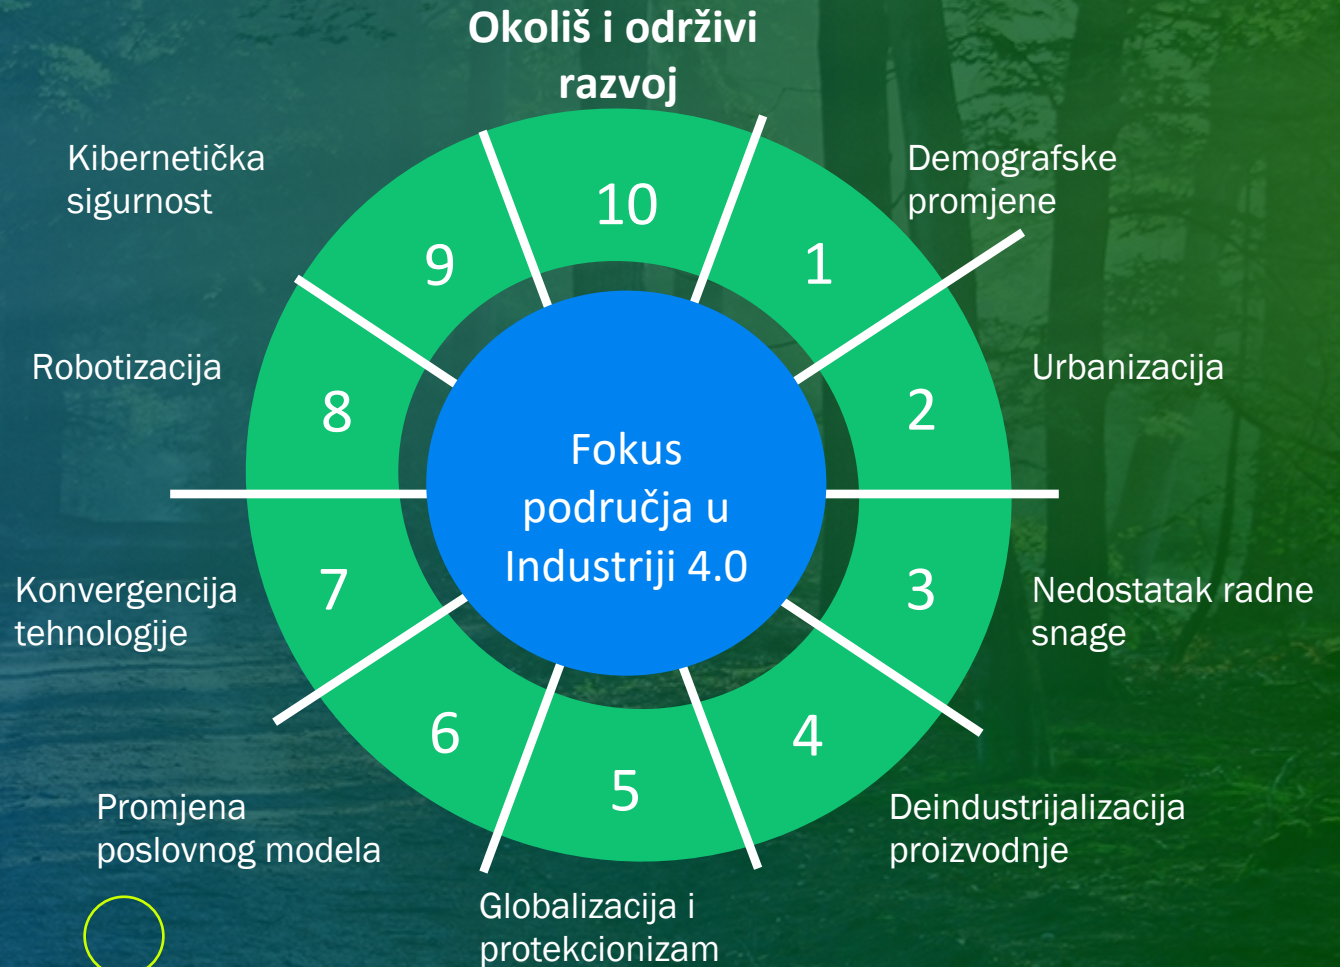 Okoliš i održivi
razvoj
10
Demografske
promjene
1
Urbanizacija
2
Nedostatak radne
snage
3
Deindustrijalizacija
proizvodnje
4
Globalizacija i
protekcionizam
5
Promjena
poslovnog modela
6
Konvergencija
tehnologije
7
Robotizacija
8
Kibernetička
sigurnost
9
Fokus
područja u
Industriji 4.0